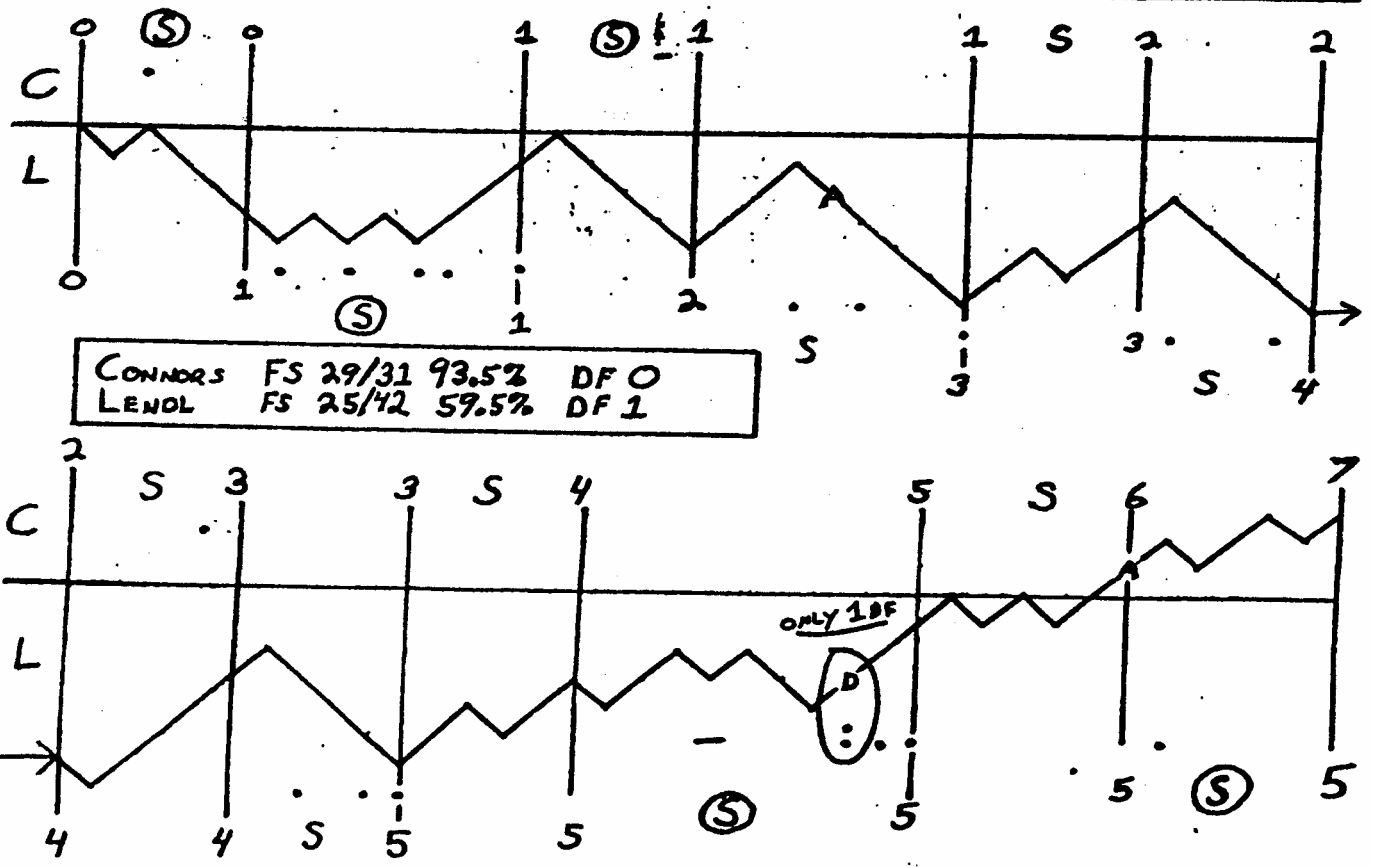 0 Ⓢ 0 1 Ⓢ 1 1 S 2 2
C
L
0 1 Ⓢ 1 2 S 3 3 S 4
CONNORS FS 29/31 93.5% DF 0
LENDL FS 25/42 59.5% DF 1
A
2 S 3 3 S 4 5 S 6 7
C
L
ONLY 1 DF
D
A
4 4 S 5 5 Ⓢ 5 5 Ⓢ 5